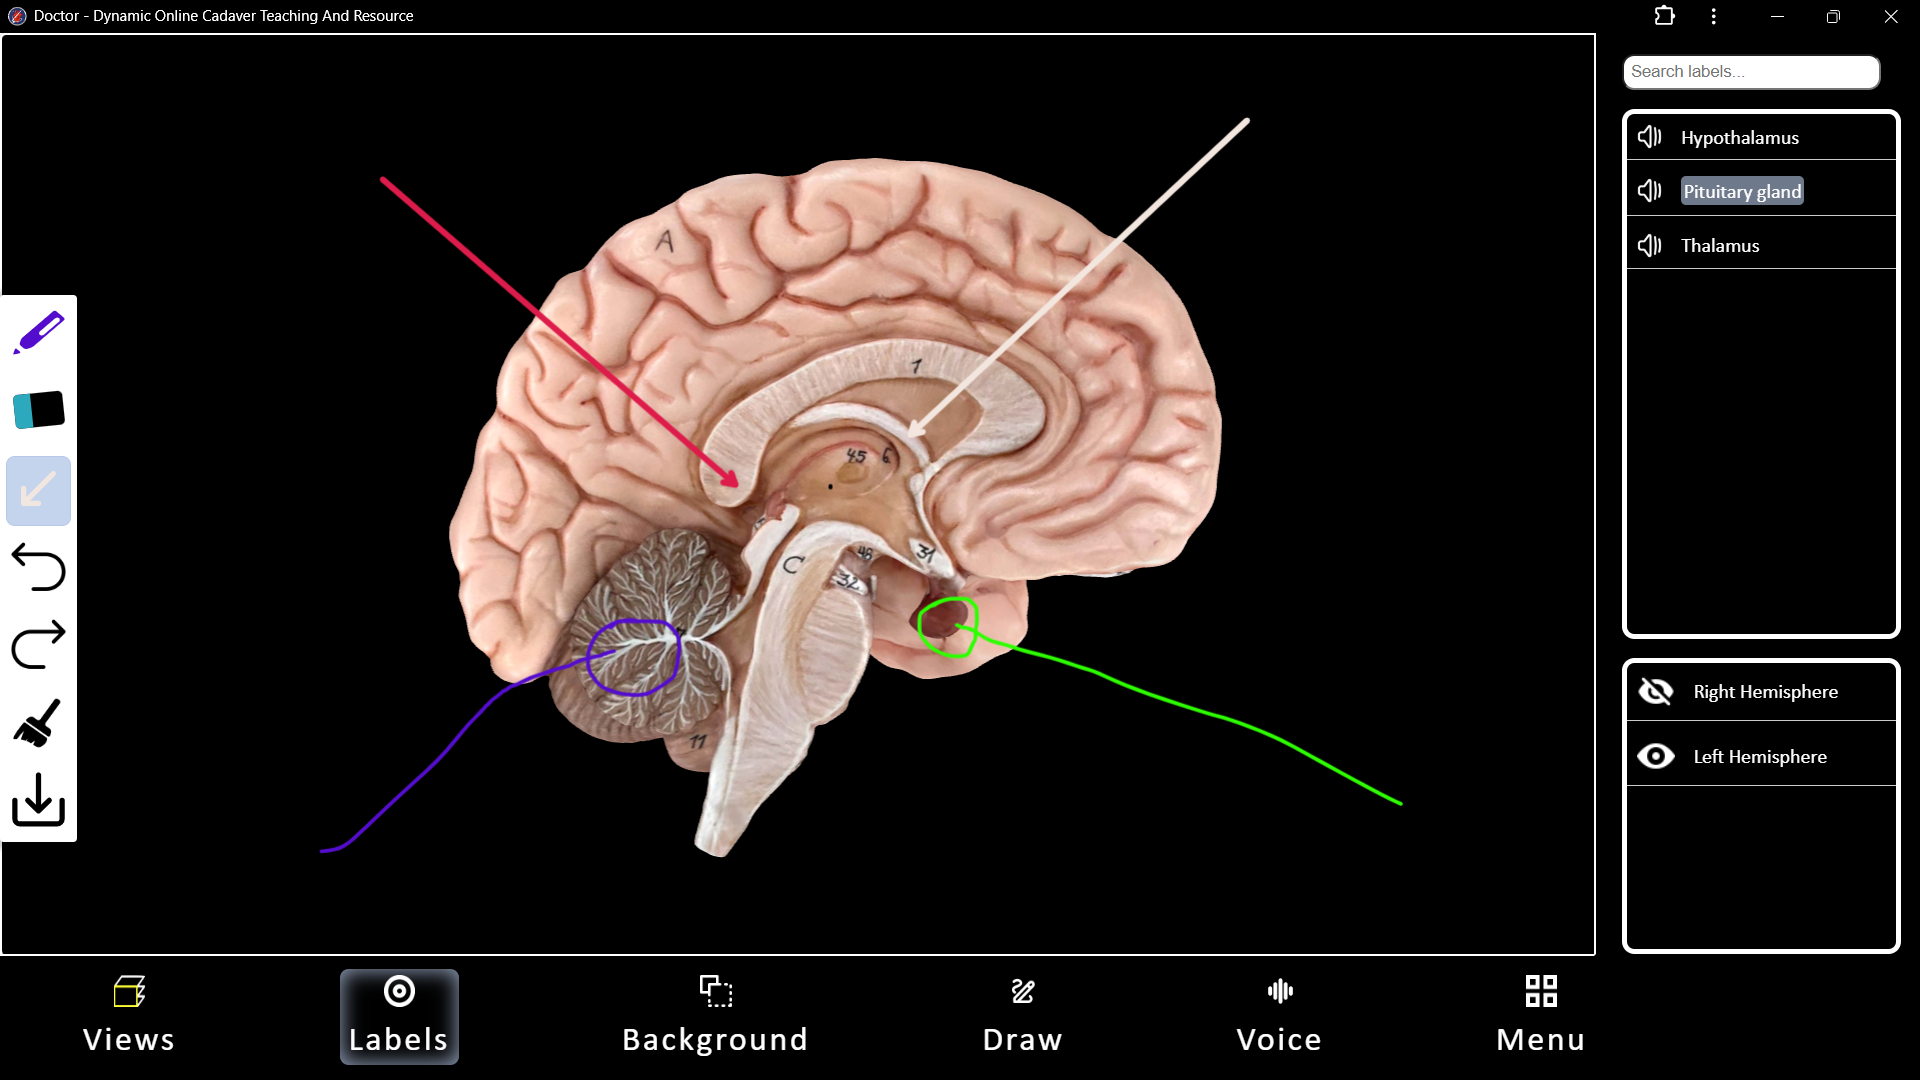 Doctor - Dynamic Online Cadaver Teaching And Resource
Search labels...
Hypothalamus
Pituitary gland
Thalamus
A
1
45 6
C
48
31
32
11
Right Hemisphere
Left Hemisphere
Views
Labels
Background
Draw
Voice
Menu